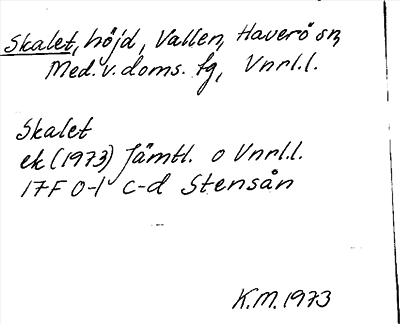 Skalet, höjd, Vallen, Haverö sn,
Med. v. doms. fg, Vnrl.l.
Skalet
ek (1973) Jämtl. o Vnrl.l.
17F 0-1 c-d Stensån
K.M. 1973